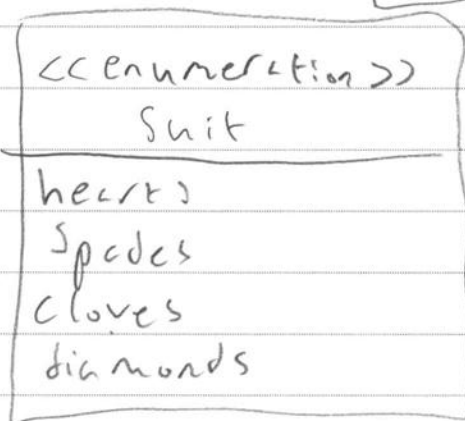 <<enumeration>>
Suit
hearts
Spades
cloves
diamonds